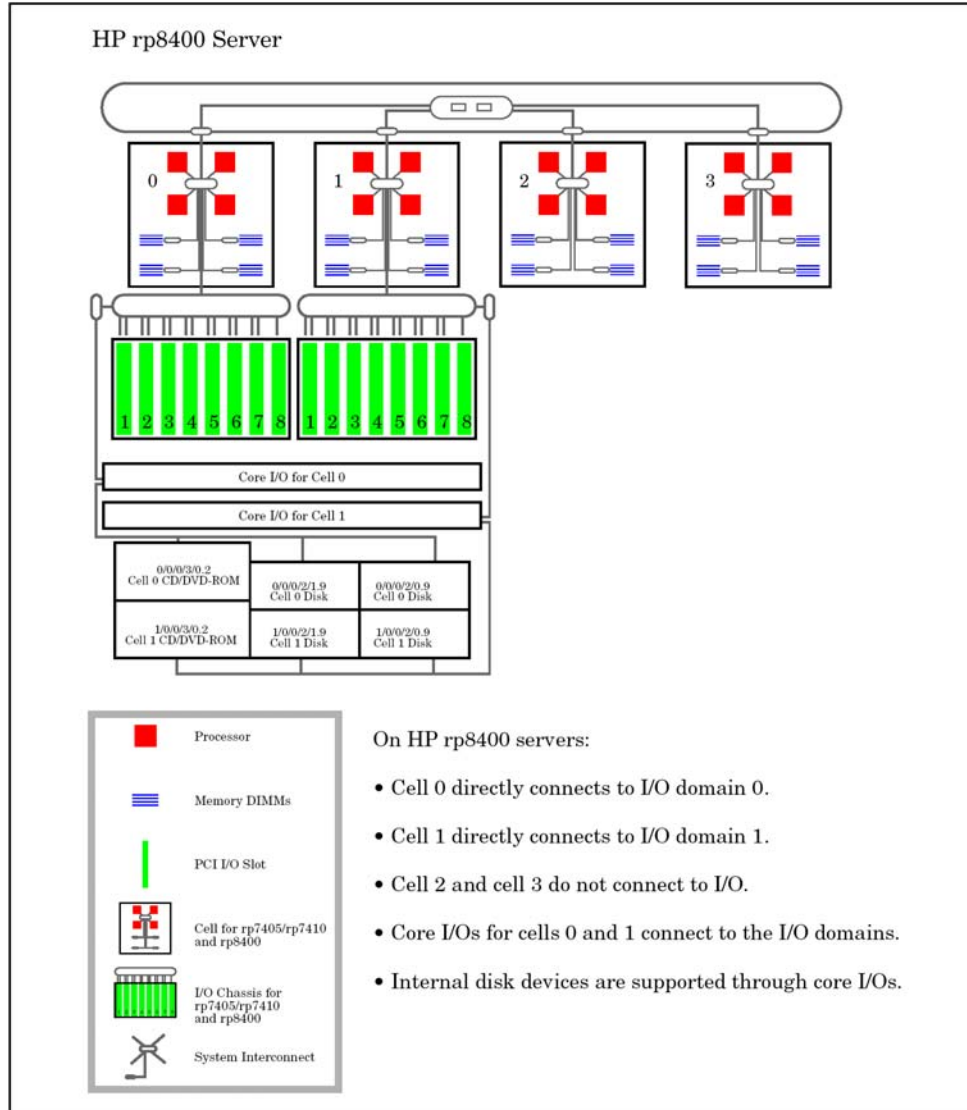 HP rp8400 Server
0
1
2
3
1 2 3 4 5 6 7 8
1 2 3 4 5 6 7 8
Core I/O for Cell 0
Core I/O for Cell 1
0/0/0/3/0.2
Cell 0 CD/DVD-ROM
0/0/0/2/1.9
Cell 0 Disk
0/0/0/2/0.9
Cell 0 Disk
1/0/0/3/0.2
Cell 1 CD/DVD-ROM
1/0/0/2/1.9
Cell 1 Disk
1/0/0/2/0.9
Cell 1 Disk
Processor
Memory DIMMs
PCI I/O Slot
Cell for rp7405/rp7410
and rp8400
I/O Chassis for
rp7405/rp7410
and rp8400
System Interconnect
On HP rp8400 servers:
• Cell 0 directly connects to I/O domain 0.
• Cell 1 directly connects to I/O domain 1.
• Cell 2 and cell 3 do not connect to I/O.
• Core I/Os for cells 0 and 1 connect to the I/O domains.
• Internal disk devices are supported through core I/Os.